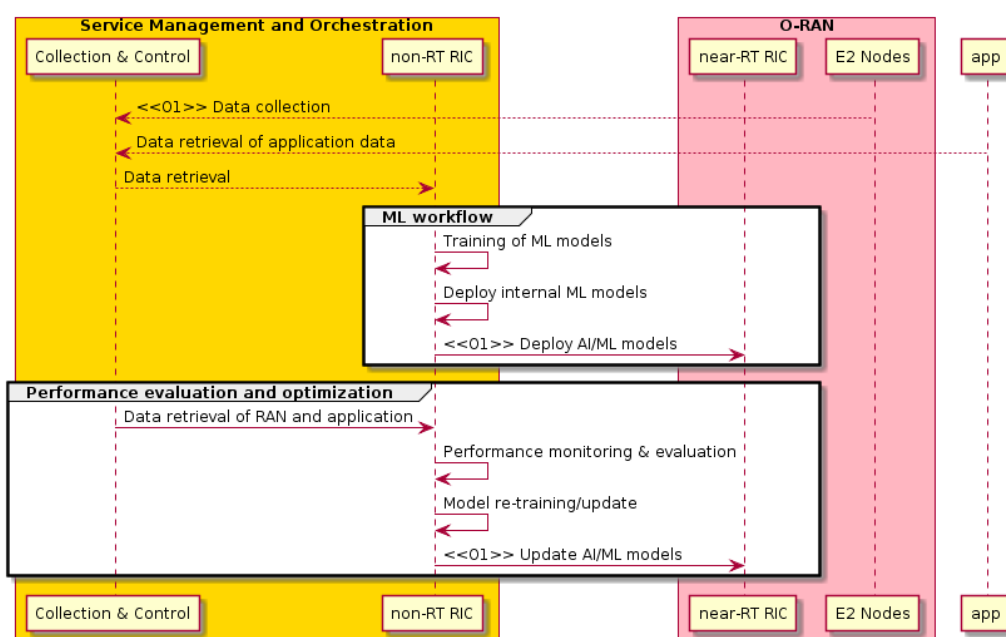 Service Management and Orchestration
O-RAN
Collection & Control
non-RT RIC
near-RT RIC
E2 Nodes
app
<<O1>> Data collection
Data retrieval of application data
Data retrieval
ML workflow
Training of ML models
Deploy internal ML models
<<O1>> Deploy AI/ML models
Performance evaluation and optimization
Data retrieval of RAN and application
Performance monitoring & evaluation
Model re-training/update
<<O1>> Update AI/ML models
Collection & Control
non-RT RIC
near-RT RIC
E2 Nodes
app